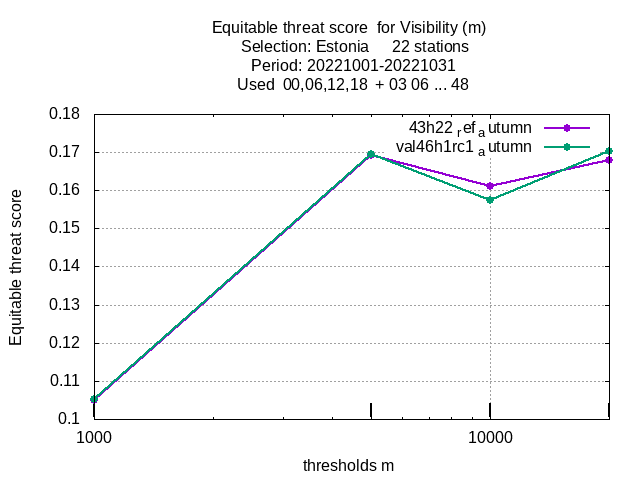 Equitable threat score  for Visibility (m)
Selection: Estonia     22 stations
Period: 20221001-20221031
Used  00,06,12,18  + 03 06 ... 48
0.18
0.17
0.16
0.15
0.14
0.13
0.12
0.11
0.1
Equitable threat score
43h22_ref_autumn
val46h1rc1_autumn
1000
10000
thresholds m